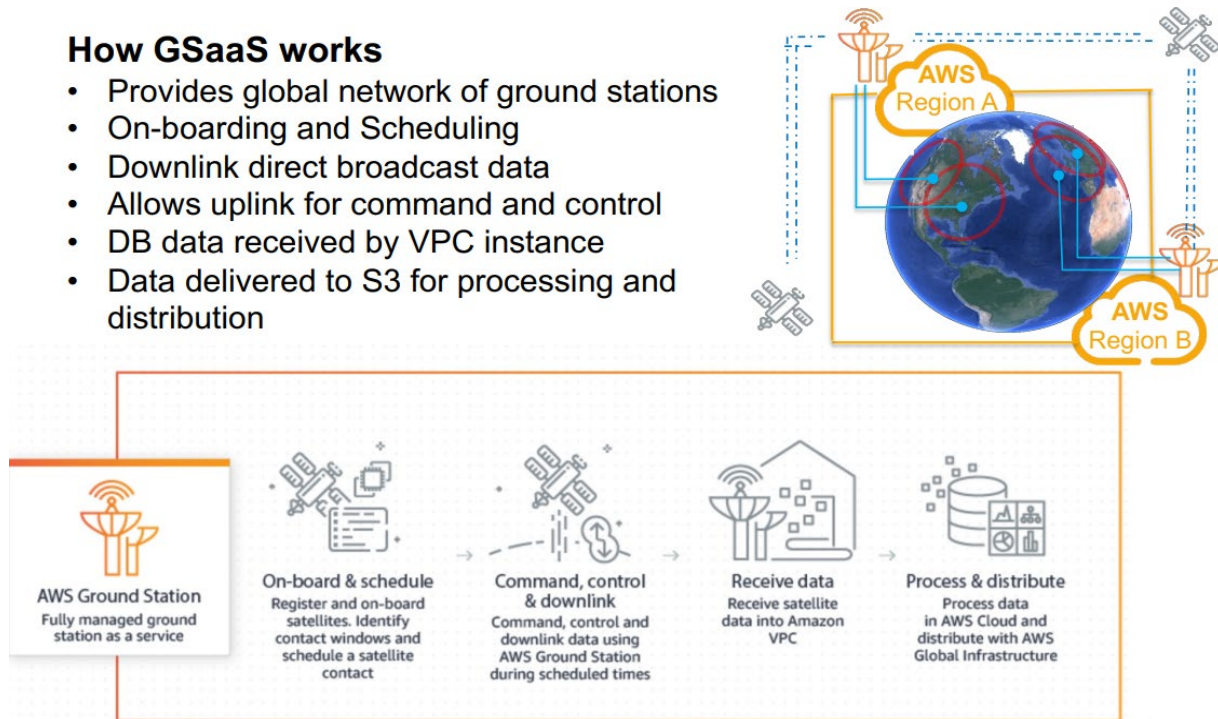 How GSaaS works
• Provides global network of ground stations
• On-boarding and Scheduling
• Downlink direct broadcast data
• Allows uplink for command and control
• DB data received by VPC instance
• Data delivered to S3 for processing and
distribution
AWS
Region A
AWS
Region B
AWS Ground Station
Fully managed ground
station as a service
On-board & schedule
Register and on-board
satellites. Identify
contact windows and
schedule a satellite
contact
Command, control
& downlink
Command, control and
downlink data using
AWS Ground Station
during scheduled times
Receive data
Receive satellite
data into Amazon
VPC
Process & distribute
Process data
in AWS Cloud and
distribute with AWS
Global Infrastructure